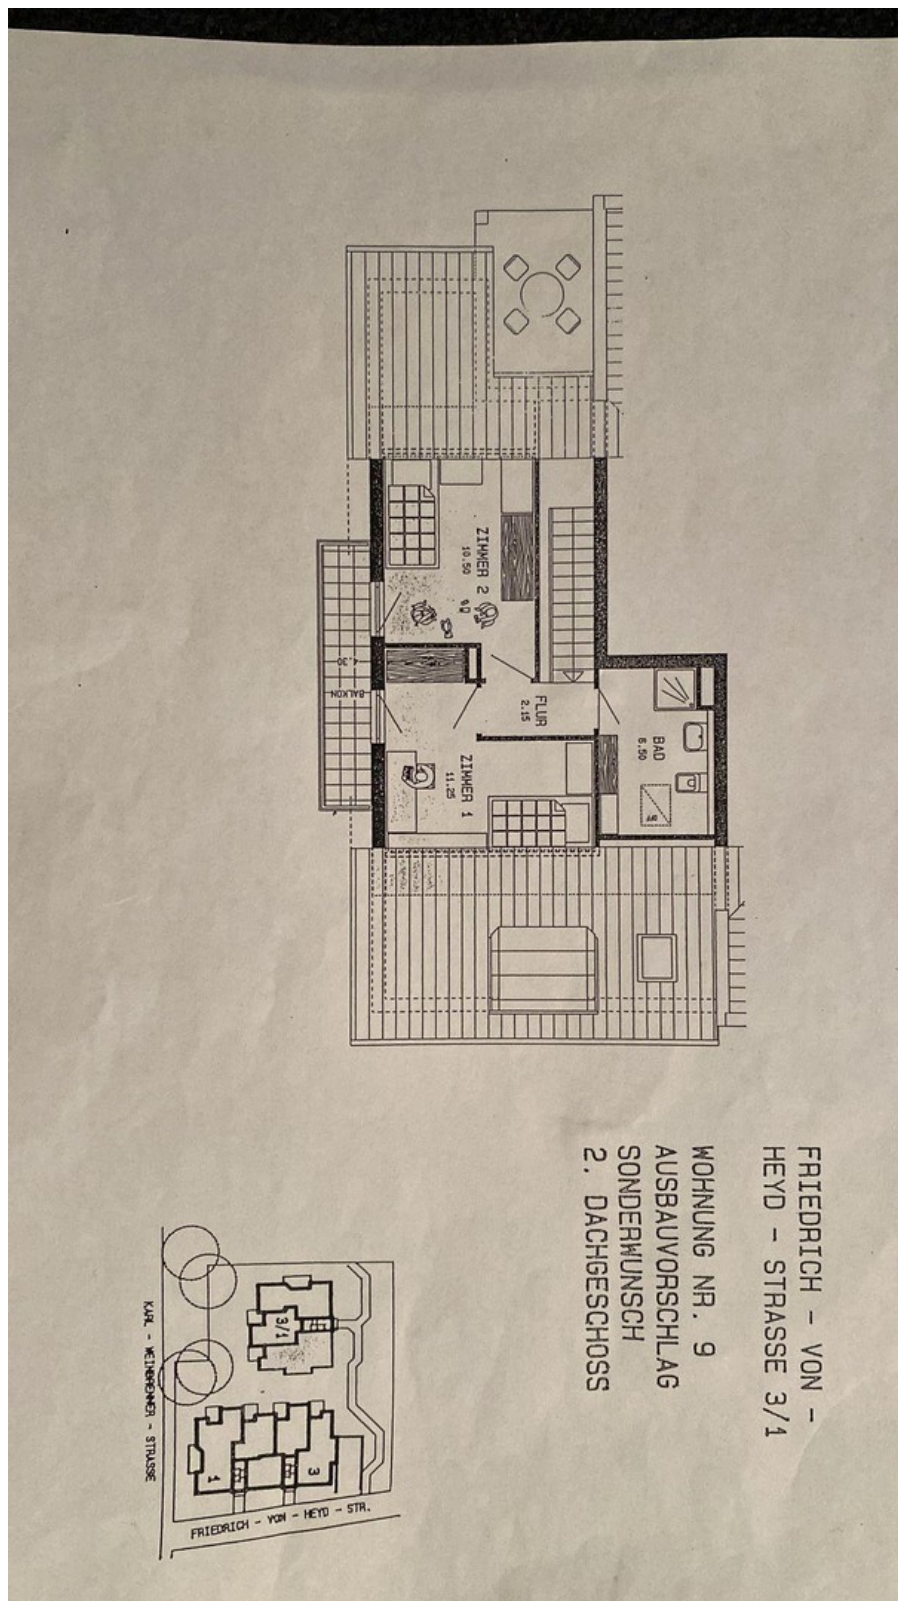 FRIEDRICH - VON -
HEYD - STRASSE 3/1
WOHNUNG NR. 9
AUSBAUVORSCHLAG
SONDERWUNSCH
2. DACHGESCHOSS
ZIMMER 2
10.50
FLUR
2.15
BAD
6.50
ZIMMER 1
11.25
BALKON
4.30
3/1
1
3
KARL - WEINBRENNER - STRASSE
FRIEDRICH - VON - HEYD - STR.